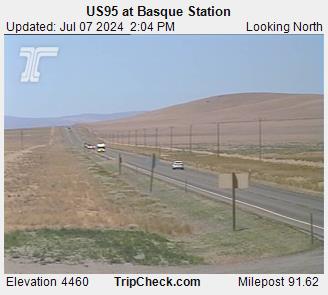 US95 at Basque Station
Updated: Jul 07 2024 2:04 PM Looking North
Elevation 4460 TripCheck.com Milepost 91.62